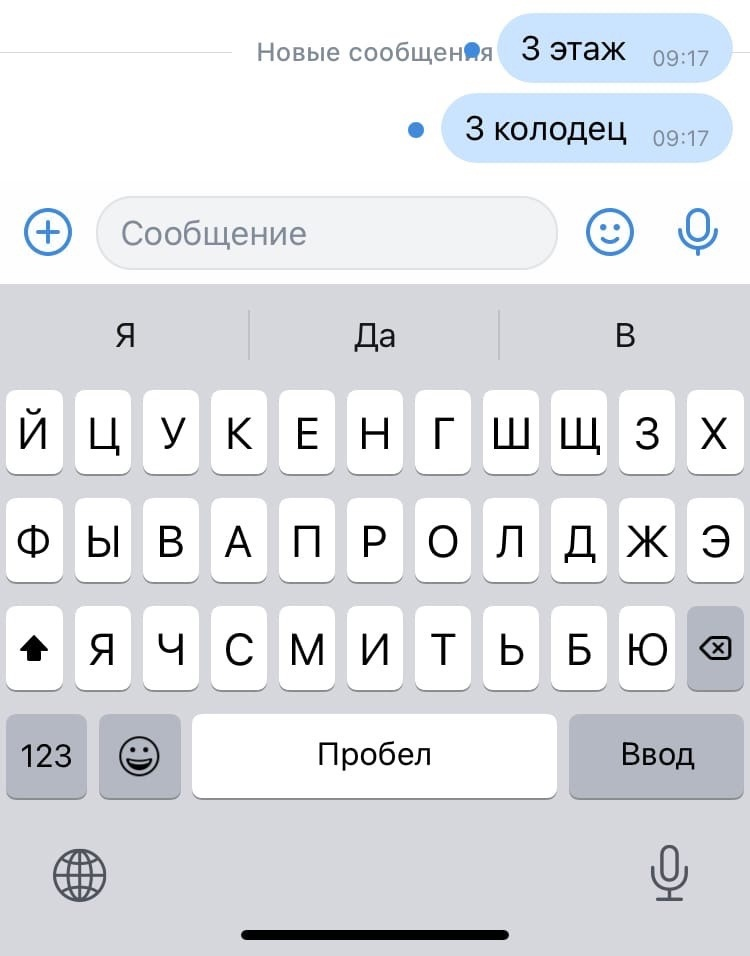 Новые сообщения
3 этаж 09:17
3 колодец 09:17
Сообщение
Я Да В
Й Ц У К Е Н Г Ш Щ З Х
Ф Ы В А П Р О Л Д Ж Э
Я Ч С М И Т Ь Б Ю
123 Пробел Ввод